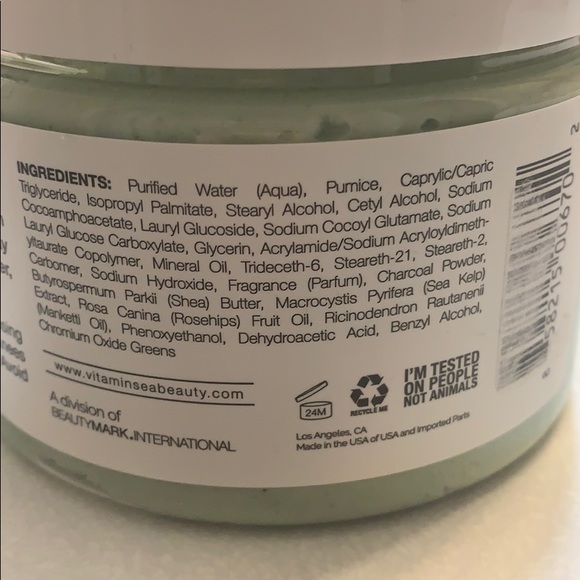 INGREDIENTS: Purified Water (Aqua), Pumice, Caprylic/Capric
Triglyceride, Isopropyl Palmitate, Stearyl Alcohol, Cetyl Alcohol, Sodium
Cocoamphoacetate, Lauryl Glucoside, Sodium Cocoyl Glutamate, Sodium
Lauryl Glucose Carboxylate, Glycerin, Acrylamide/Sodium Acryloyldimeth-
yltaurate Copolymer, Mineral Oil, Trideceth-6, Steareth-21, Steareth-2,
Carbomer, Sodium Hydroxide, Fragrance (Parfum), Charcoal Powder,
Butyrospermum Parkii (Shea) Butter, Macrocystis Pyrifera (Sea Kelp)
Extract, Rosa Canina (Rosehips) Fruit Oil, Ricinodendron Rautanenii
(Manketti Oil), Phenoxyethanol, Dehydroacetic Acid, Benzyl Alcohol,
Chromium Oxide Greens
www.vitaminseabeauty.com
A division of
BEAUTYMARK.INTERNATIONAL
24M
RECYCLE ME
I'M TESTED
ON PEOPLE
NOT ANIMALS
Los Angeles, CA
Made in the USA of USA and Imported Parts
8 58215 00670 2
Avoid